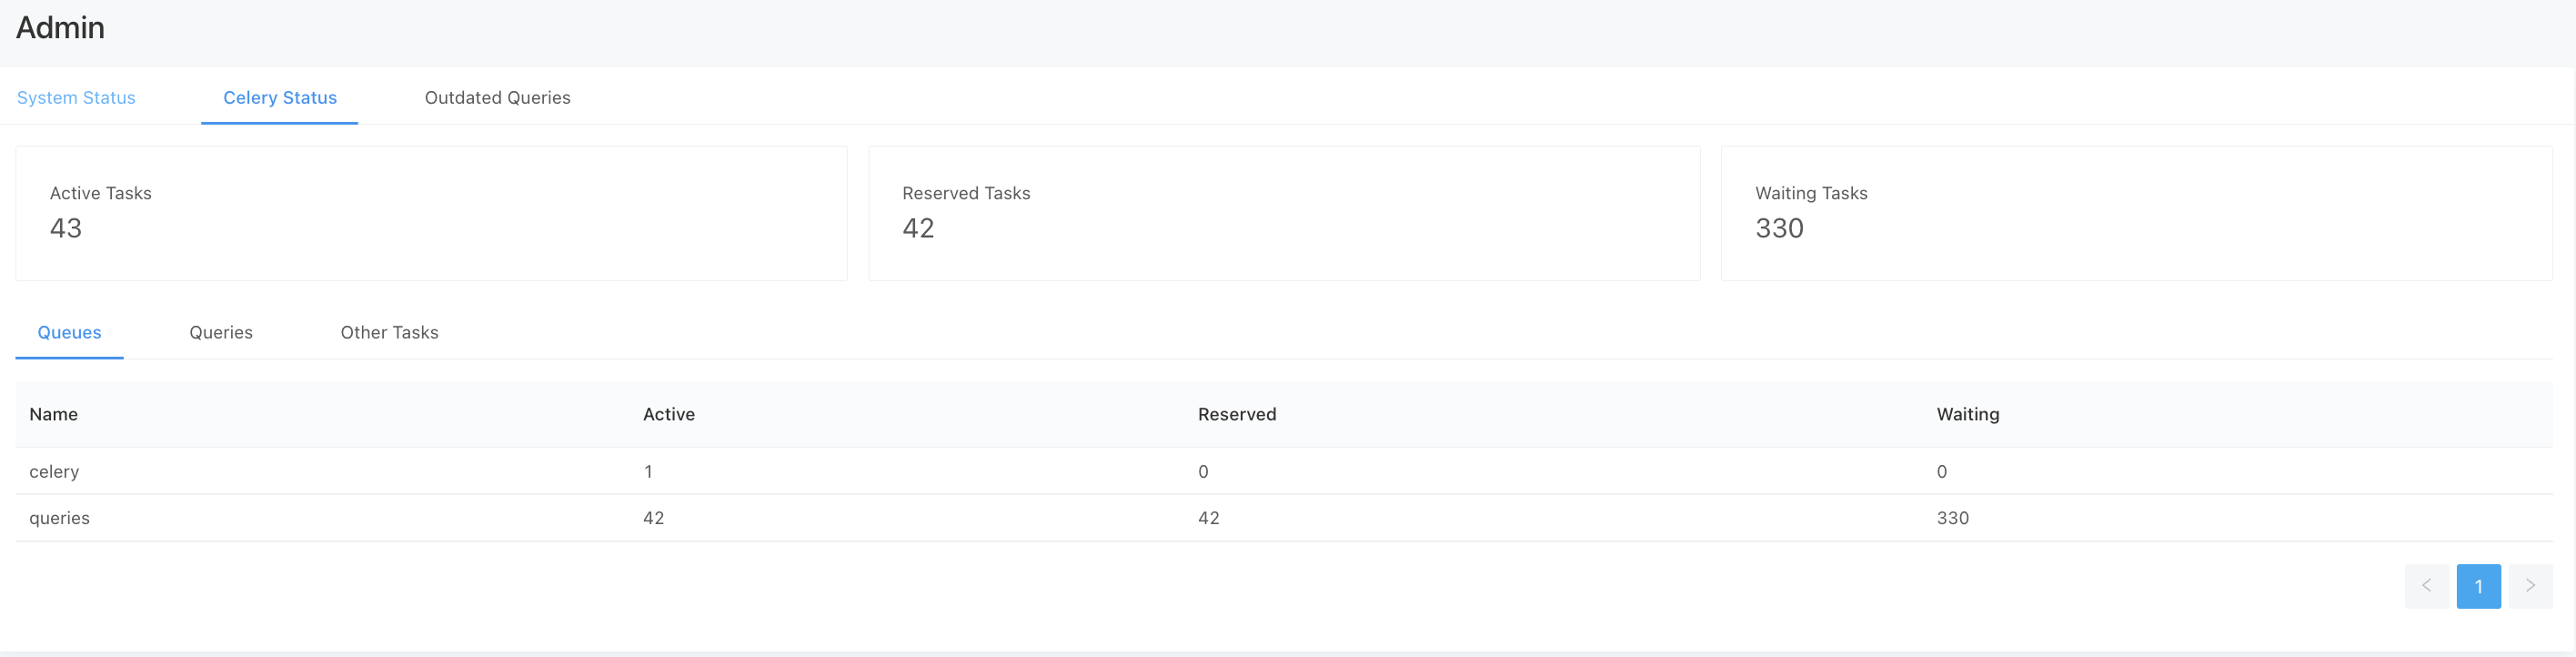 Admin
System Status Celery Status Outdated Queries
Active Tasks Reserved Tasks Waiting Tasks
43 42 330
Queues Queries Other Tasks
Name Active Reserved Waiting
celery 1 0 0
queries 42 42 330
< 1 >